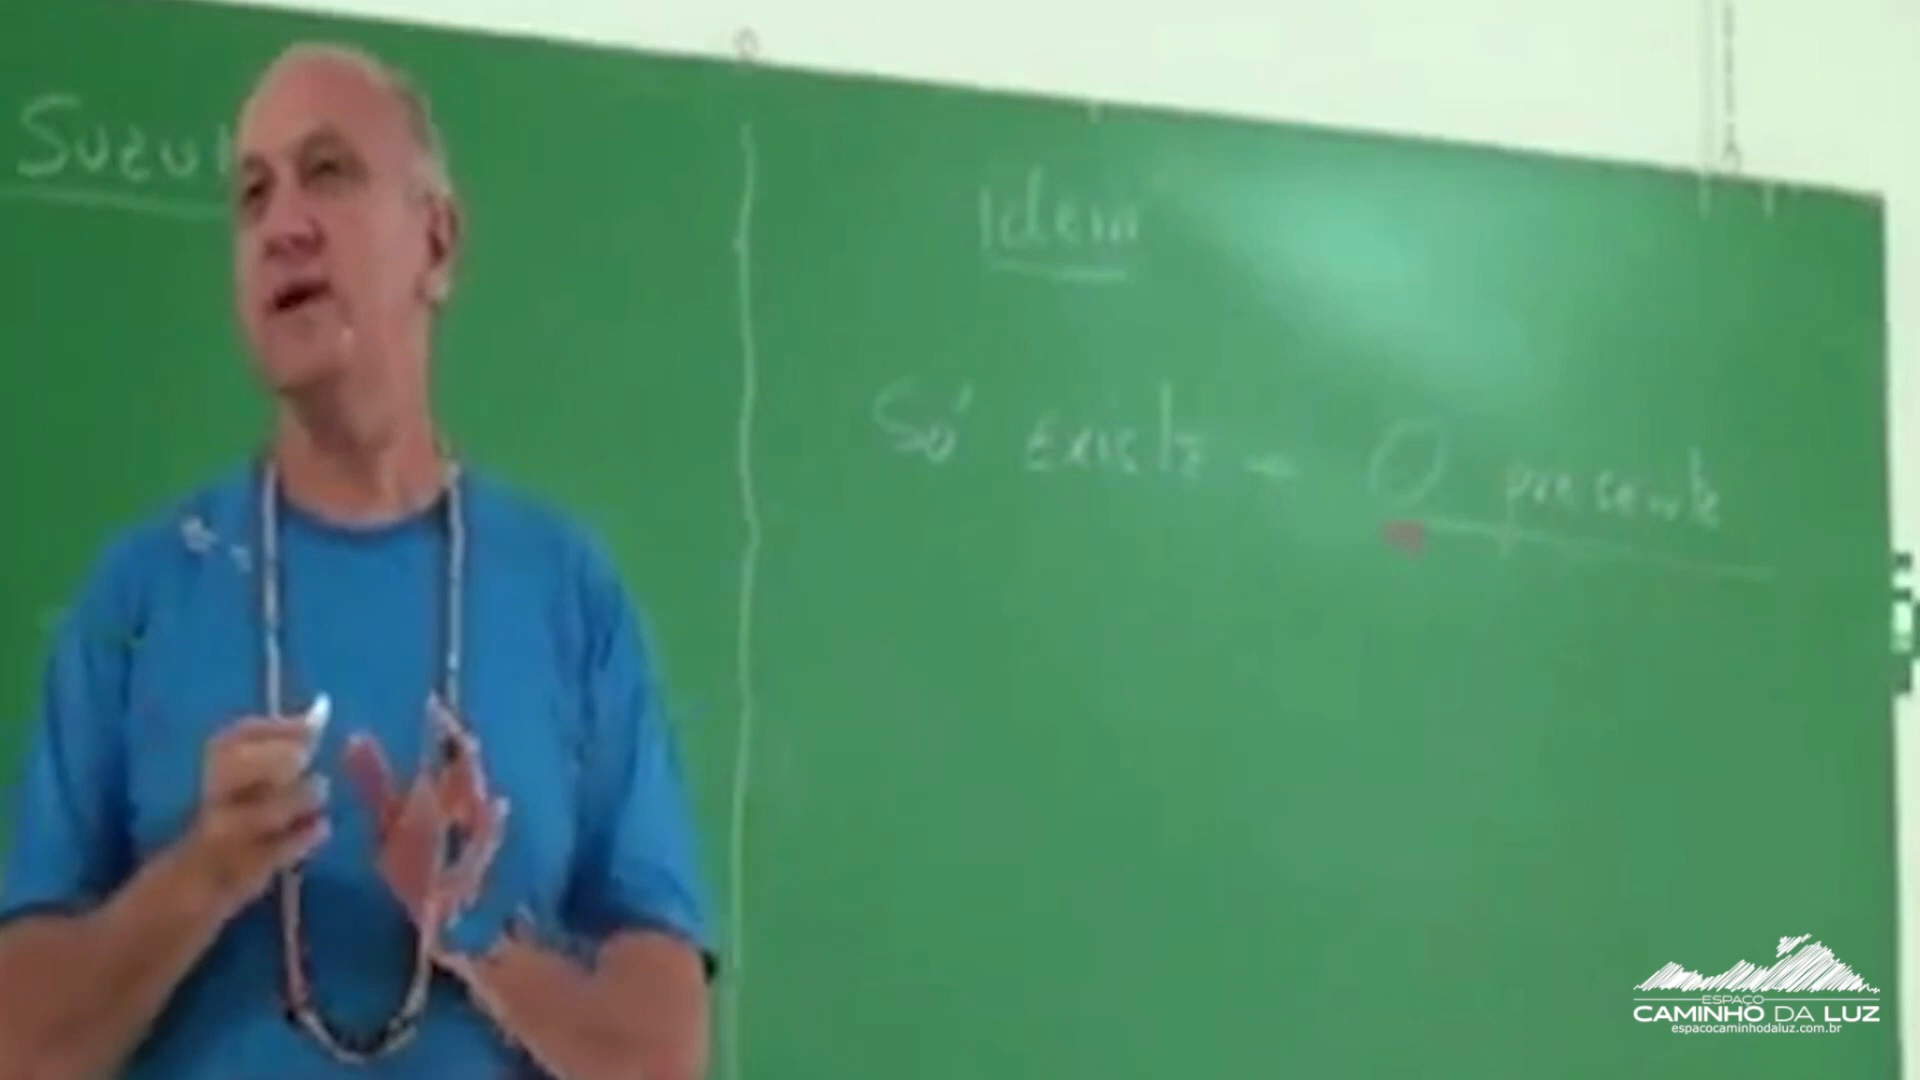 Idem
Só existe - O presente
ESPAÇO
CAMINHO DA LUZ
espacocaminhodaluz.com.br